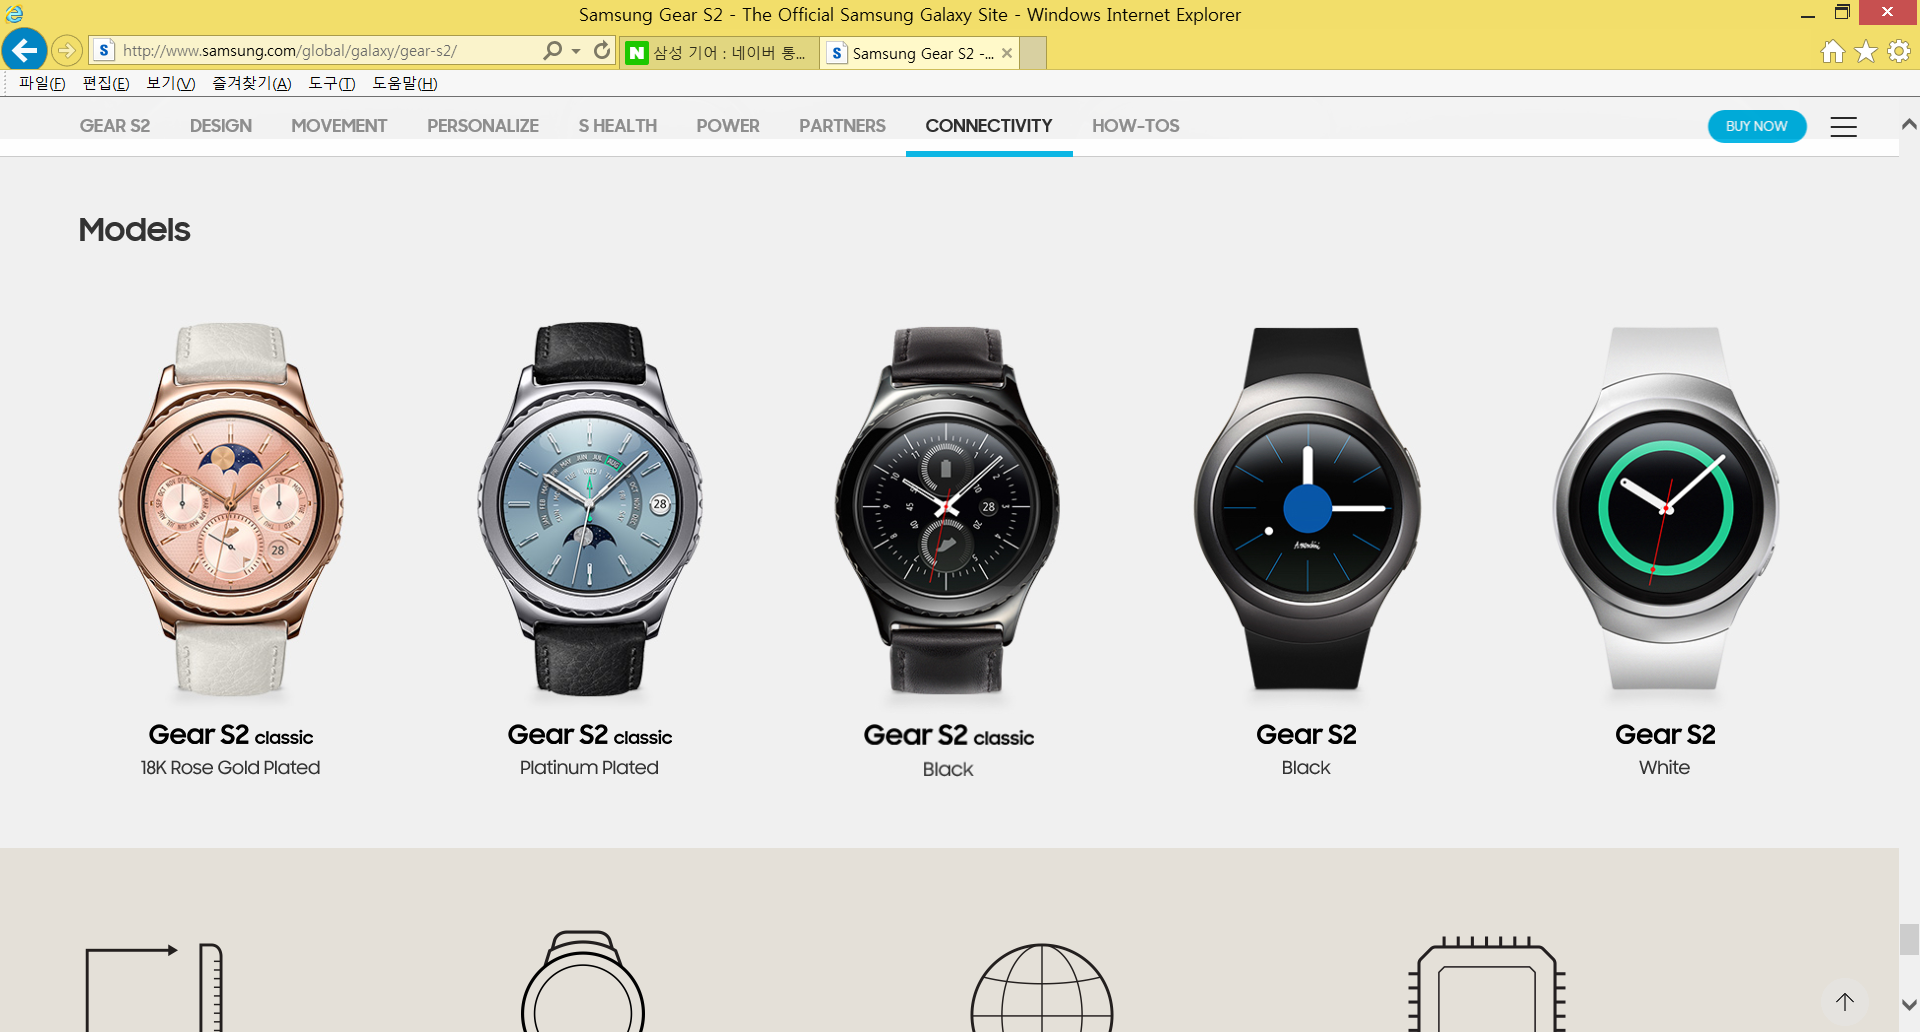 Samsung Gear S2 - The Official Samsung Galaxy Site - Windows Internet Explorer
http://www.samsung.com/global/galaxy/gear-s2/
삼성 기어 : 네이버 통...
Samsung Gear S2 -...
파일(F) 편집(E) 보기(V) 즐겨찾기(A) 도구(T) 도움말(H)
GEAR S2 DESIGN MOVEMENT PERSONALIZE S HEALTH POWER PARTNERS CONNECTIVITY HOW-TOS
BUY NOW
Models
28
28
28
Gear S2 classic
18K Rose Gold Plated
Gear S2 classic
Platinum Plated
Gear S2 classic
Black
Gear S2
Black
Gear S2
White